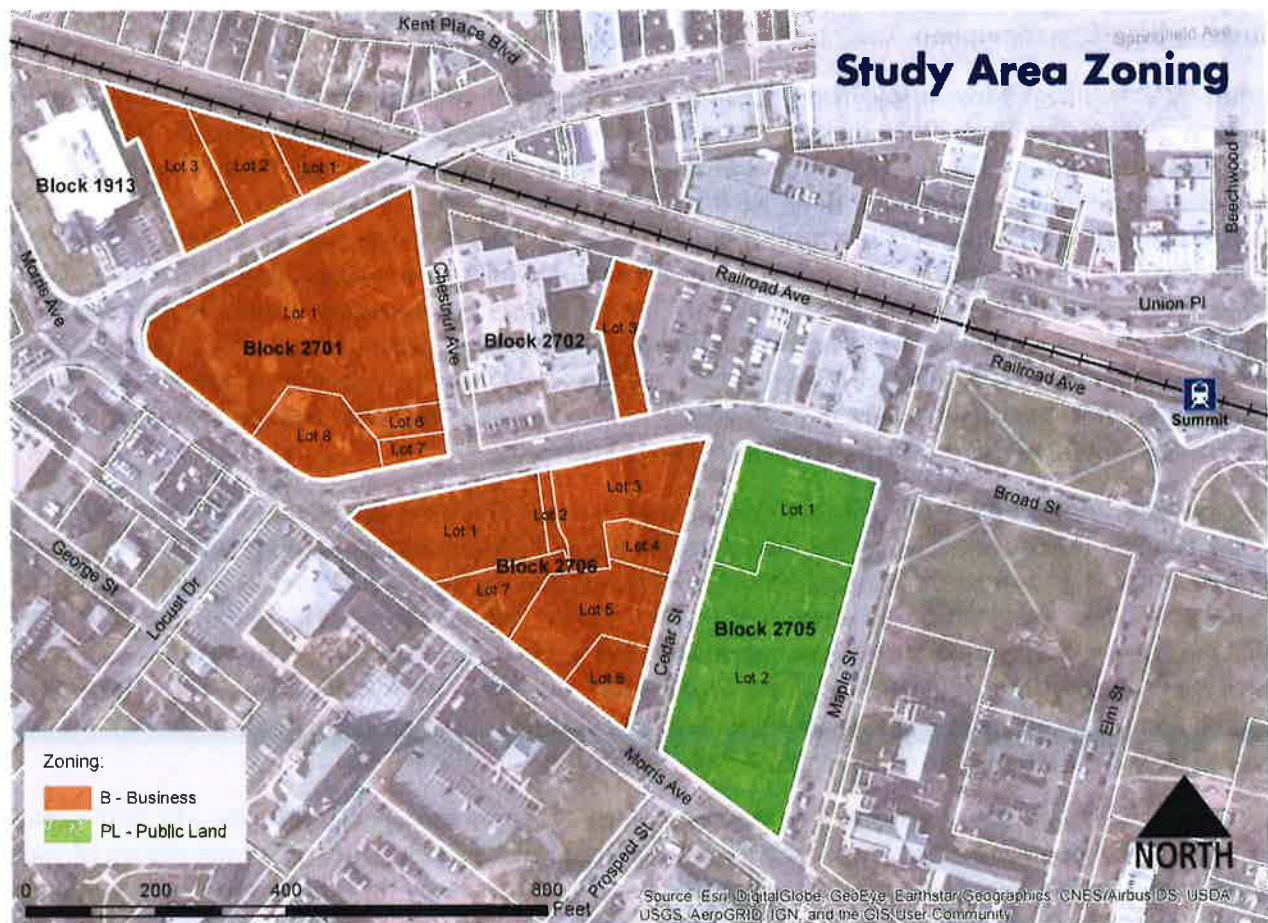 Kent Place Blvd
Study Area Zoning
Beechwood Rd
Lot 3
Lot 2
Lot 1
Block 1913
Morris Ave
Chestnut Ave
Railroad Ave
Union Pl
Lot 1
Block 2701
Block 2702
Lot 3
Railroad Ave
Summit
Lot 6
Lot 8
Lot 7
Broad St
Lot 3
Lot 2
Lot 1
Lot 1
Lot 4
George St
Block 2706
Lot 7
Locust Dr
Lot 5
Block 2705
Cedar St
Lot 2
Maple St
Elm St
Lot 6
Morris Ave
Zoning:
B - Business
PL - Public Land
NORTH
Prospect St
0 200 400 800
Feet
Source: Esri, DigitalGlobe, GeoEye, Earthstar Geographics, CNES/Airbus DS, USDA,
USGS, AeroGRID, IGN, and the GIS User Community